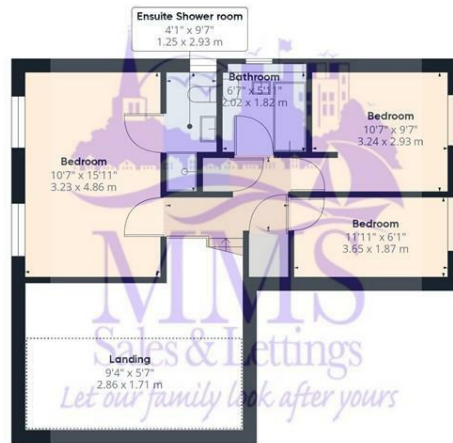 Ensuite Shower room
4'1" x 9'7"
1.25 x 2.93 m
Bathroom
6'7" x 5'11"
2.02 x 1.82 m
Bedroom
10'7" x 9'7"
3.24 x 2.93 m
Bedroom
10'7" x 15'11"
3.23 x 4.86 m
Bedroom
11'11" x 6'1"
3.65 x 1.87 m
MMS
Sales & Lettings
Landing
9'4" x 5'7"
2.86 x 1.71 m
Let our family look after yours